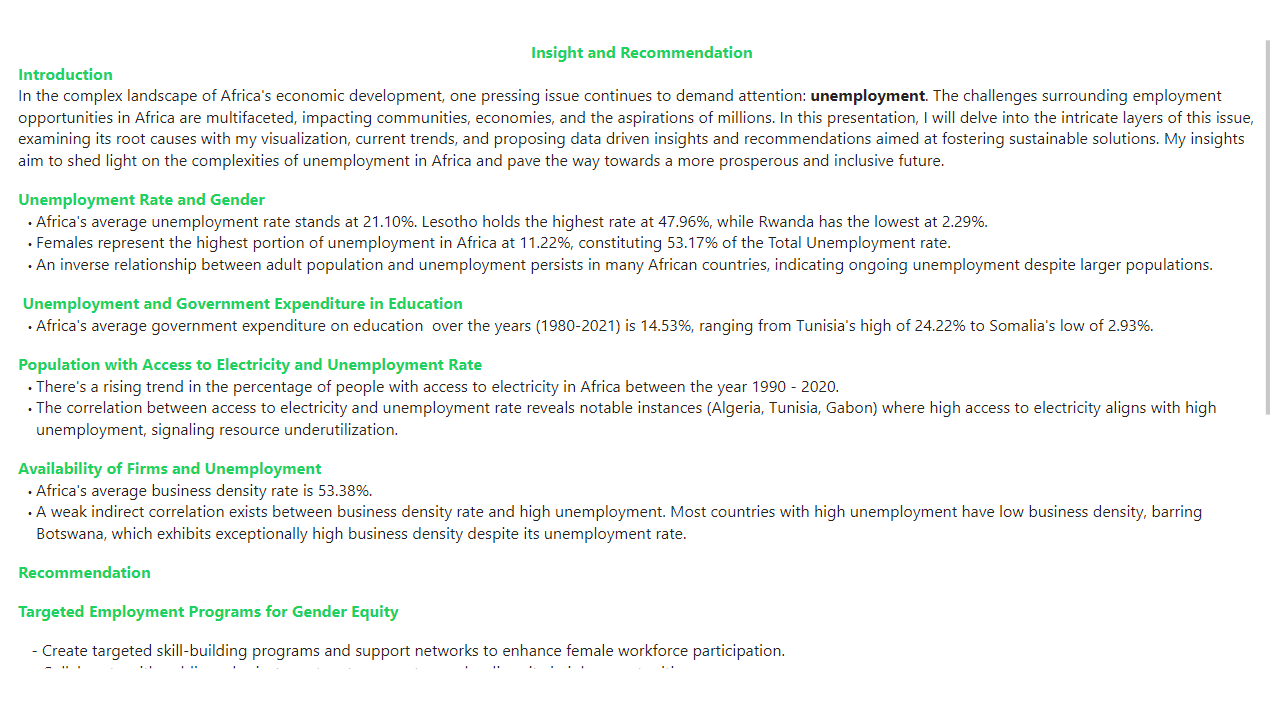 Insight and Recommendation
Introduction
In the complex landscape of Africa's economic development, one pressing issue continues to demand attention: unemployment. The challenges surrounding employment
opportunities in Africa are multifaceted, impacting communities, economies, and the aspirations of millions. In this presentation, I will delve into the intricate layers of this issue,
examining its root causes with my visualization, current trends, and proposing data driven insights and recommendations aimed at fostering sustainable solutions. My insights
aim to shed light on the complexities of unemployment in Africa and pave the way towards a more prosperous and inclusive future.
Unemployment Rate and Gender
• Africa's average unemployment rate stands at 21.10%. Lesotho holds the highest rate at 47.96%, while Rwanda has the lowest at 2.29%.
• Females represent the highest portion of unemployment in Africa at 11.22%, constituting 53.17% of the Total Unemployment rate.
• An inverse relationship between adult population and unemployment persists in many African countries, indicating ongoing unemployment despite larger populations.
Unemployment and Government Expenditure in Education
• Africa's average government expenditure on education  over the years (1980-2021) is 14.53%, ranging from Tunisia's high of 24.22% to Somalia's low of 2.93%.
Population with Access to Electricity and Unemployment Rate
• There's a rising trend in the percentage of people with access to electricity in Africa between the year 1990 - 2020.
• The correlation between access to electricity and unemployment rate reveals notable instances (Algeria, Tunisia, Gabon) where high access to electricity aligns with high
unemployment, signaling resource underutilization.
Availability of Firms and Unemployment
• Africa's average business density rate is 53.38%.
• A weak indirect correlation exists between business density rate and high unemployment. Most countries with high unemployment have low business density, barring
Botswana, which exhibits exceptionally high business density despite its unemployment rate.
Recommendation
Targeted Employment Programs for Gender Equity
- Create targeted skill-building programs and support networks to enhance female workforce participation.